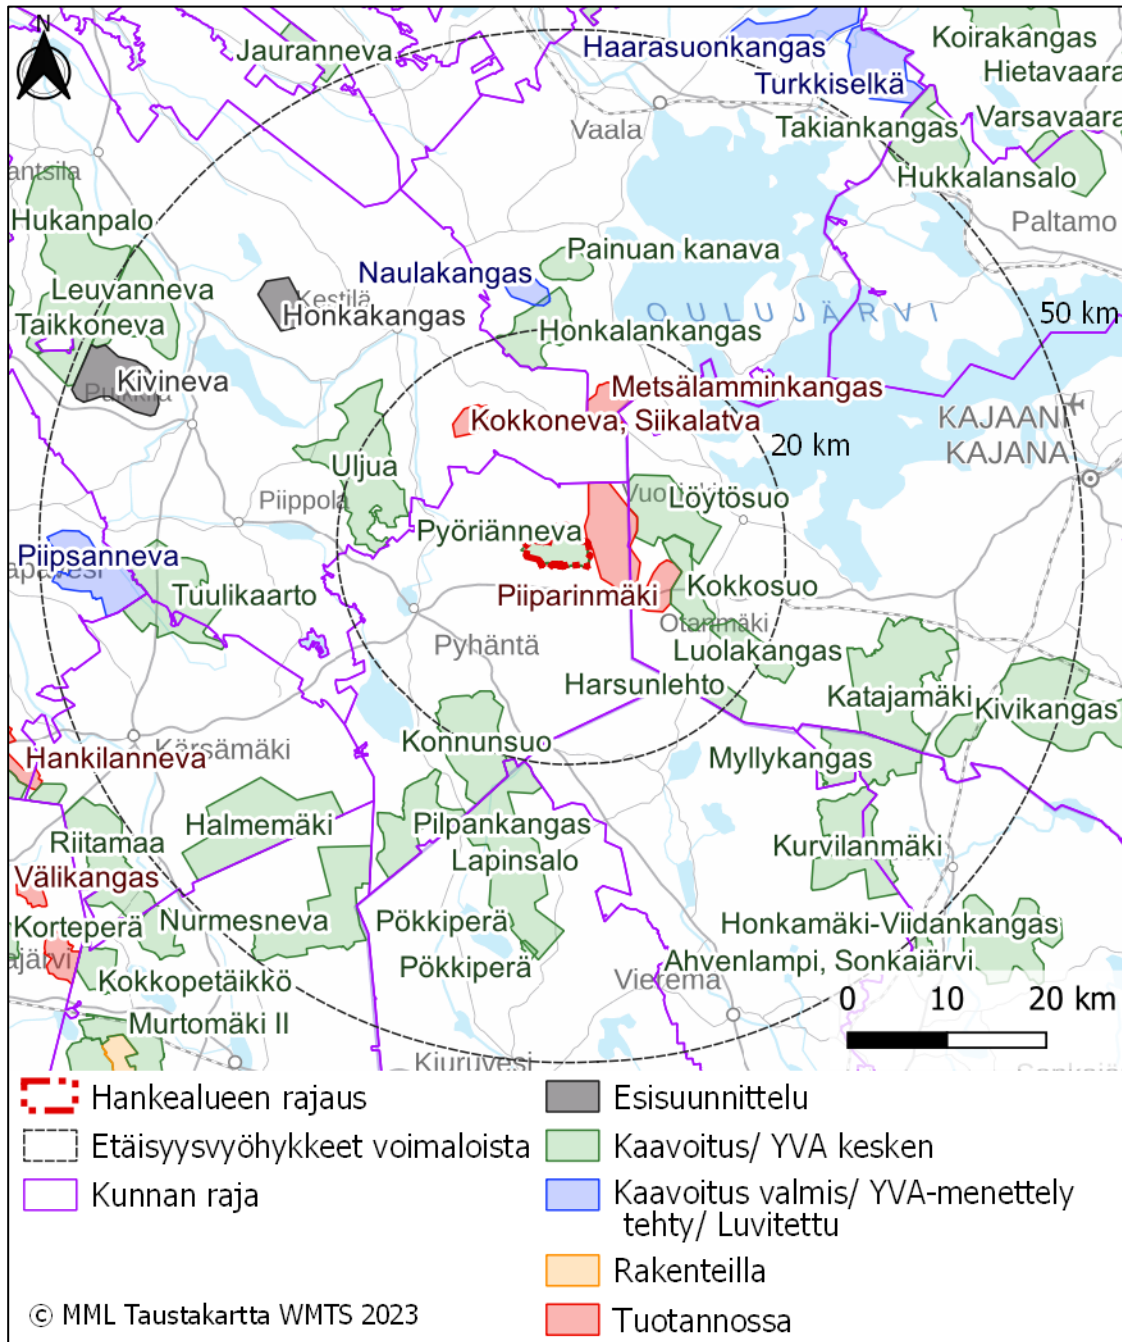 N
Jauranneva
Haarasuonkangas
Koirakangas
Hietavaara
Turkkiselkä
Vaala
Takiankangas
Varsavaara
antsila
Hukkalansalo
Hukanpalo
Paltamo
Painuan kanava
Naulakangas
Leuvanneva
Kestilä
Honkakangas
OULUJÄRVI
50 km
Taikkoneva
Honkalankangas
Kivineva
Metsälamminkangas
KAJAANI
Kokkoneva, Siikalatva
20 km
KAJANA
Uljua
Piippola
Löytösuo
Pyöriänneva
Piipsanneva
Tuulikaarto
Piiparinmäki
Kokkosuo
Otanmäki
Pyhäntä
Luolakangas
Harsunlehto
Katajamäki
Kivikangas
Kärsämäki
Konnunsuo
Hankilanneva
Myllykangas
Halmemäki
Pilpankangas
Riitamaa
Lapinsalo
Kurvilanmäki
Välikangas
Korteperä
Nurmesneva
Pökkiperä
Honkamäki-Viidankangas
ajärvi
Pökkiperä
Ahvenlampi, Sonkajärvi
Kokkopetäikkö
Vieremä
0 10 20 km
Murtomäki II
Kiuruvesi
Hankealueen rajaus
Etäisyysvyöhykkeet voimaloista
Kunnan raja
© MML Taustakartta WMTS 2023
Esisuunnittelu
Kaavoitus/ YVA kesken
Kaavoitus valmis/ YVA-menettely
tehty/ Luvitettu
Rakenteilla
Tuotannossa